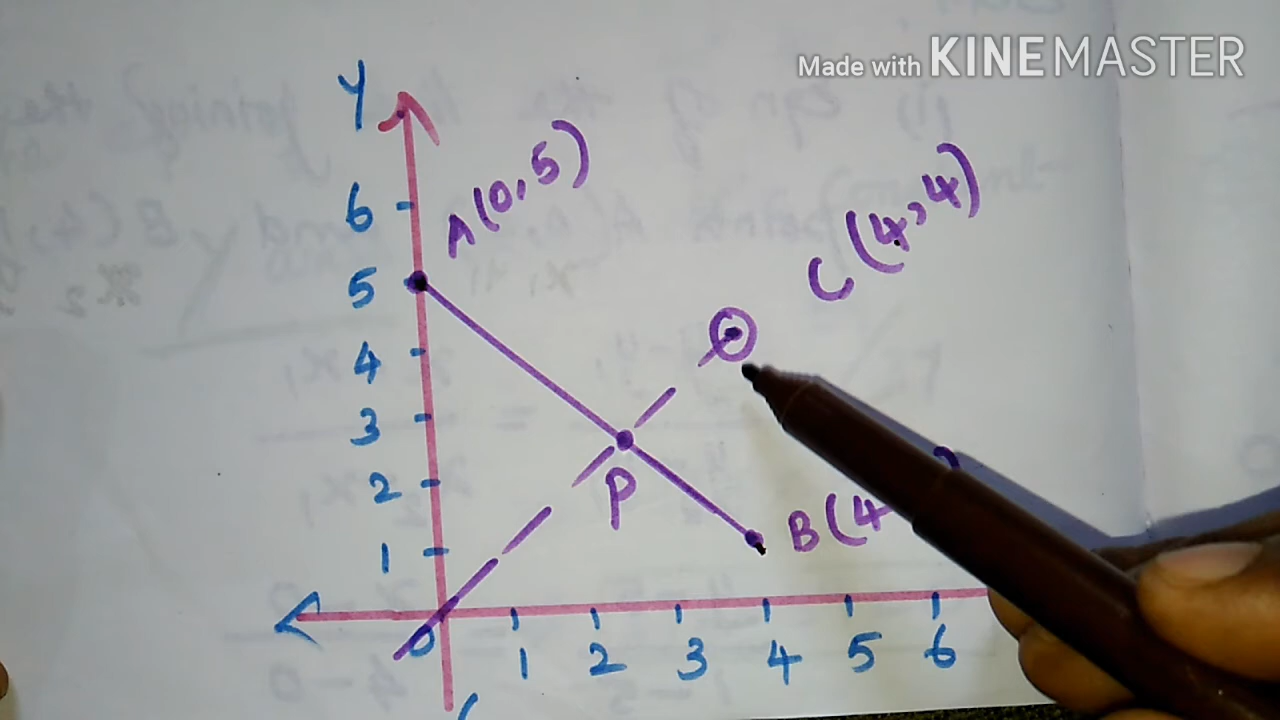 Made with KINEMASTER
Y
A(0,5)
C(4,4)
6
5
4
3
2
1
P
B(4
0
1 2 3 4 5 6